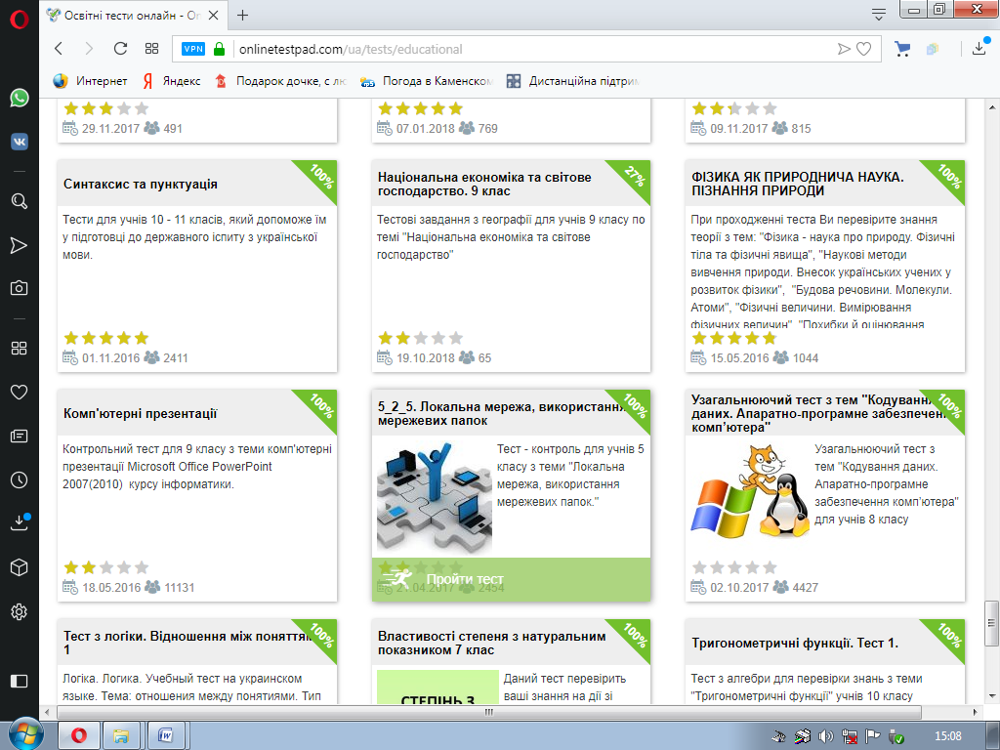 Освітні тести онлайн - On
VPN
onlinetestpad.com/ua/tests/educational
Интернет
Яндекс
Подарок дочке, с лю
Погода в Каменском
Дистанційна підтрим
29.11.2017 491
07.01.2018 769
09.11.2017 815
Синтаксис та пунктуація
100%
Тести для учнів 10 - 11 класів, який допоможе їм
у підготовці до державного іспиту з української
мови.
01.11.2016 2411
Національна економіка та світове
господарство. 9 клас
27%
Тестові завдання з географії для учнів 9 класу по
темі "Національна економіка та світове
господарство"
19.10.2018 65
ФІЗИКА ЯК ПРИРОДНИЧА НАУКА.
ПІЗНАННЯ ПРИРОДИ
100%
При проходженні теста Ви перевірите знання
теорії з тем: "Фізика - наука про природу. Фізичні
тіла та фізичні явища", "Наукові методи
вивчення природи. Внесок українських учених у
розвиток фізики", "Будова речовини. Молекули.
Атоми", "Фізичні величини. Вимірювання
фізичних величин", "Похибки й оцінювання
15.05.2016 1044
Комп'ютерні презентації
100%
Контрольний тест для 9 класу з теми комп'ютерні
презентації Microsoft Office PowerPoint
2007(2010) курсу інформатики.
18.05.2016 11131
5_2_5. Локальна мережа, використання
мережевих папок
100%
Тест - контроль для учнів 5
класу з теми "Локальна
мережа, використання
мережевих папок."
Пройти тест
21.04.2017 2454
Узагальнюючий тест з тем "Кодування
даних. Апаратно-програмне забезпечен
комп'ютера"
100%
Узагальнюючий тест з
тем "Кодування даних.
Апаратно-програмне
забезпечення комп'ютера"
для учнів 8 класу
02.10.2017 4427
Тест з логіки. Відношення між поняттям
1
100%
Логіка. Логика. Учебный тест на украинском
языке. Тема: отношения между понятиями. Тип
Властивості степеня з натуральним
показником 7 клас
100%
СТЕПІНЬ З
Даний тест перевірить
ваші знання на дії зі
Тригонометричні функції. Тест 1.
100%
Тест з алгебри для перевірки знань з теми
"Тригонометричні функції" учнів 10 класу
15:08